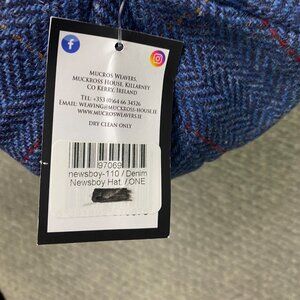 f
Mucros Weavers,
Muckross House, Killarney
Co Kerry, Ireland
Tel: +353 (0)64 66 34526
Email: weaving@muckross-house.ie
www.mucrosweavers.ie
Dry Clean Only
97069
newsboy-110 / Denim
Newsboy Hat. / ONE